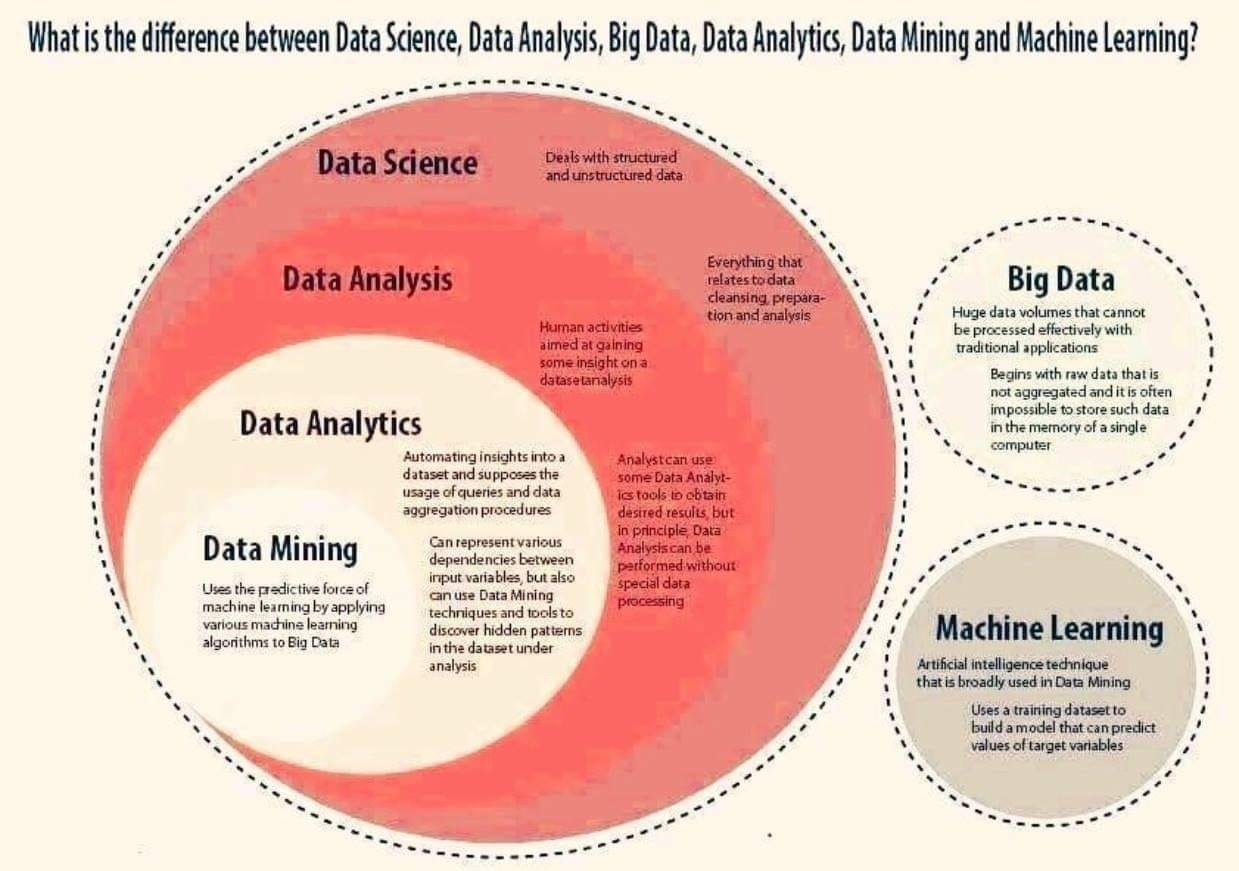 What is the difference between Data Science, Data Analysis, Big Data, Data Analytics, Data Mining and Machine Learning?
Data Science
Deals with structured
and unstructured data
Everything that
relates to data
cleansing, prepara-
tion and analysis
Data Analysis
Human activities
aimed at gaining
some insight on a
datasetanalysis
Analyst can use
some Data Analyt-
ics tools to obtain
desired results, but
in principle, Data
Analysis can be
performed without
special data
processing
Data Analytics
Automating insights into a
dataset and supposes the
usage of queries and data
aggregation procedures
Can represent various
dependencies between
input variables, but also
can use Data Mining
techniques and tools to
discover hidden patterns
in the dataset under
analysis
Data Mining
Uses the predictive force of
machine learning by applying
various machine learning
algorithms to Big Data
Big Data
Huge data volumes that cannot
be processed effectively with
traditional applications
Begins with raw data that is
not aggregated and it is often
impossible to store such data
in the memory of a single
computer
Machine Learning
Artificial intelligence technique
that is broadly used in Data Mining
Uses a training dataset to
build a model that can predict
values of target variables